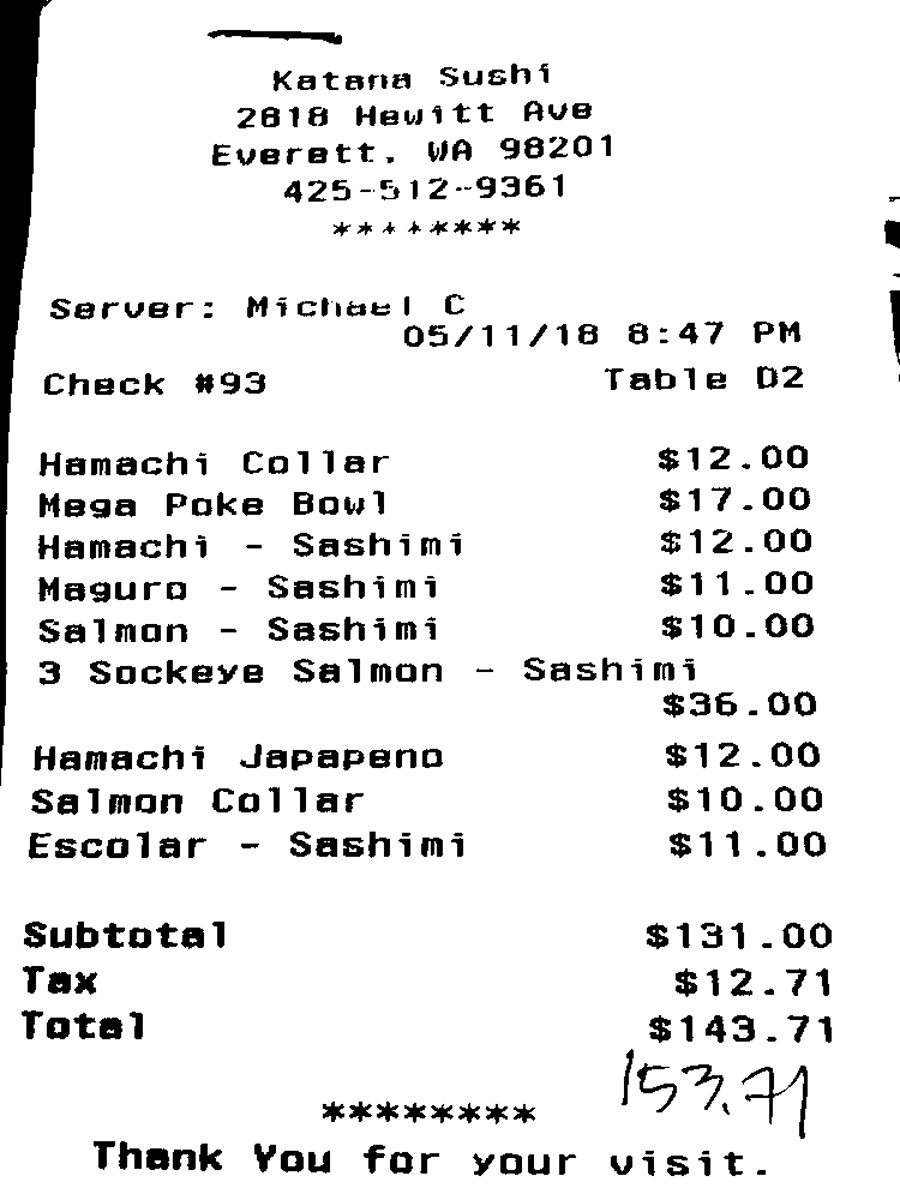 Katana Sushi
2818 Hewitt Ave
Everett, WA 98201
425-512-9361
********
Server: Michael C
05/11/18 8:47 PM
Check #93 Table D2
Hamachi Collar $12.00
Mega Poke Bowl $17.00
Hamachi - Sashimi $12.00
Maguro - Sashimi $11.00
Salmon - Sashimi $10.00
3 Sockeye Salmon - Sashimi
$36.00
Hamachi Japapeno $12.00
Salmon Collar $10.00
Escolar - Sashimi $11.00
Subtotal $131.00
Tax $12.71
Total $143.71
153.71
********
Thank You for your visit.